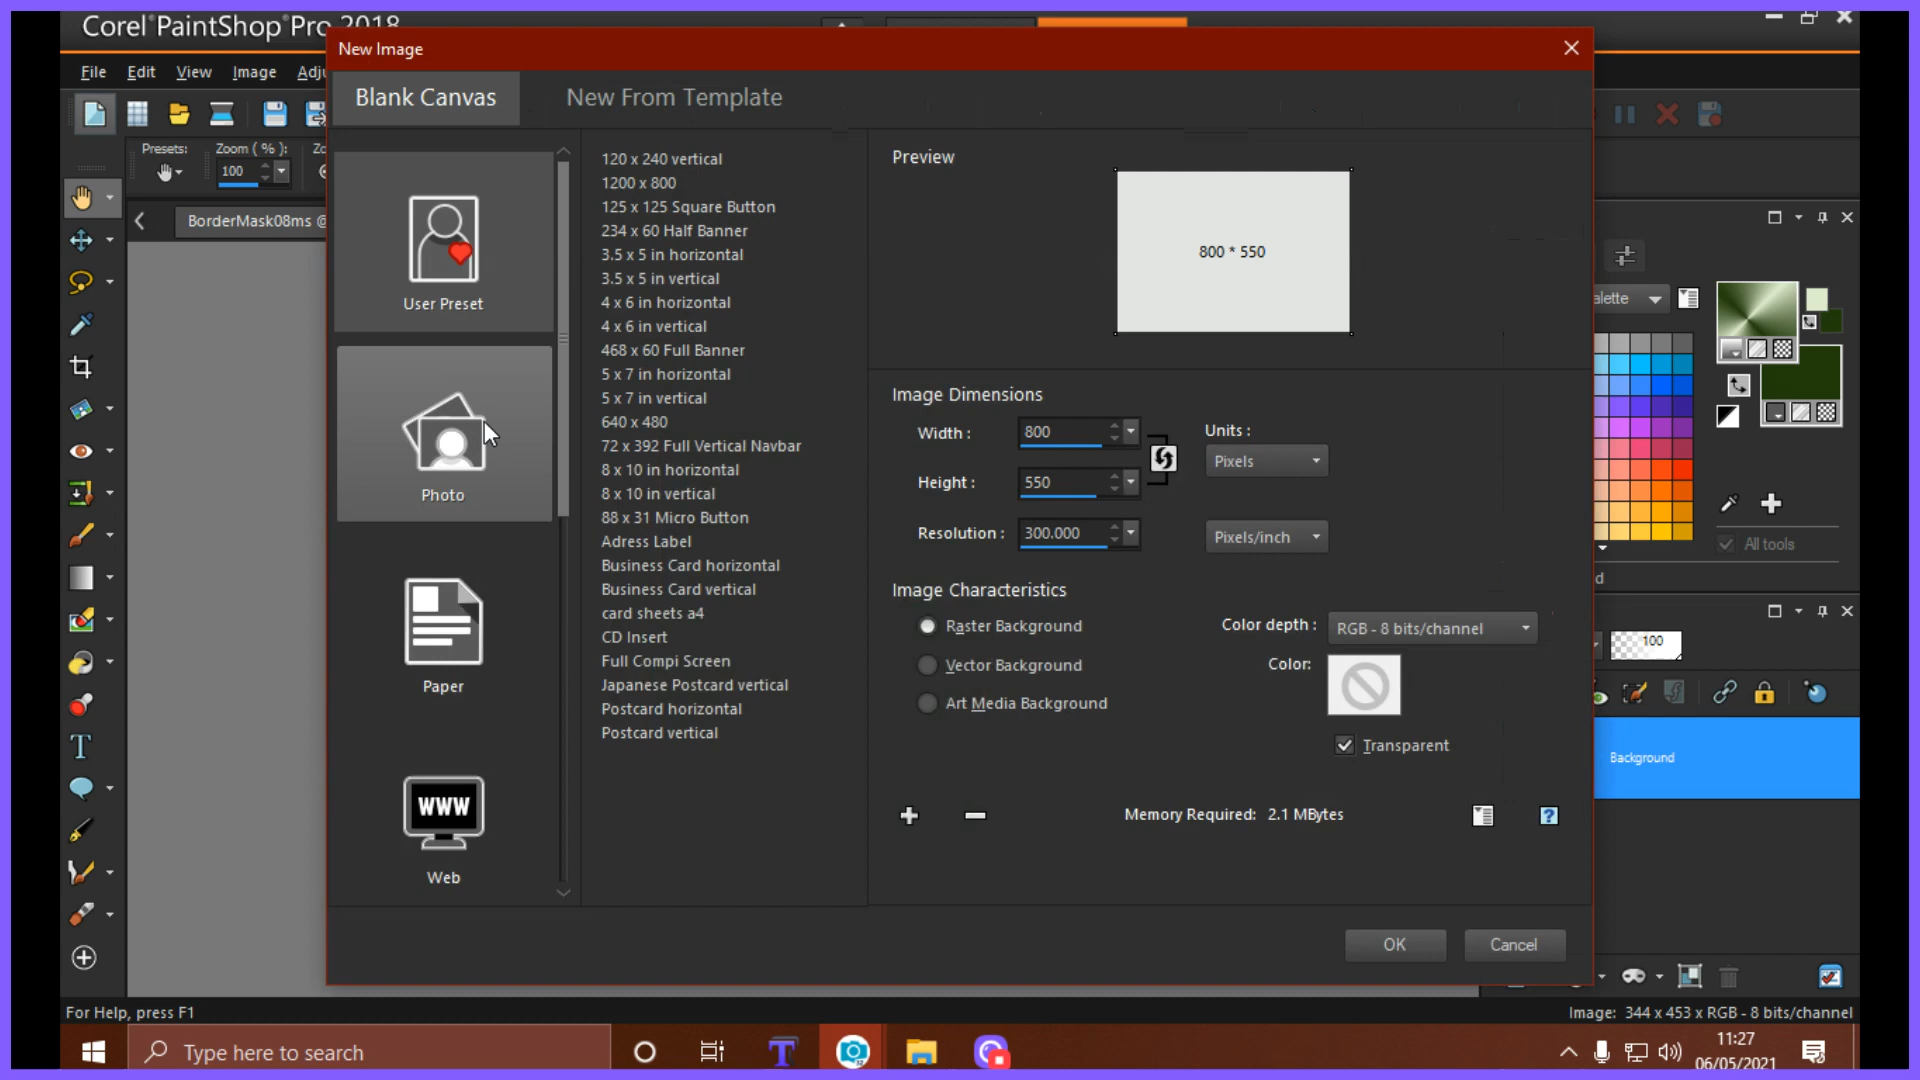 Corel PaintShop Pro 2018
New Image
File Edit View Image
Blank Canvas
New From Template
Presets:
Zoom ( % ):
100
BorderMask08ms @
User Preset
Photo
Paper
WWW
Web
120 x 240 vertical
1200 x 800
125 x 125 Square Button
234 x 60 Half Banner
3.5 x 5 in horizontal
3.5 x 5 in vertical
4 x 6 in horizontal
4 x 6 in vertical
468 x 60 Full Banner
5 x 7 in horizontal
5 x 7 in vertical
640 x 480
72 x 392 Full Vertical Navbar
8 x 10 in horizontal
8 x 10 in vertical
88 x 31 Micro Button
Adress Label
Business Card horizontal
Business Card vertical
card sheets a4
CD Insert
Full Compi Screen
Japanese Postcard vertical
Postcard horizontal
Postcard vertical
Preview
800 * 550
Image Dimensions
Width : 800
Units :
Pixels
Height : 550
Resolution : 300.000 Pixels/inch
Image Characteristics
Raster Background
Vector Background
Art Media Background
Color depth : RGB - 8 bits/channel
Color:
Transparent
Memory Required: 2.1 MBytes
OK Cancel
All tools
100
Background
For Help, press F1
Image: 344 x 453 x RGB - 8 bits/channel
Type here to search
11:27
06/05/2021